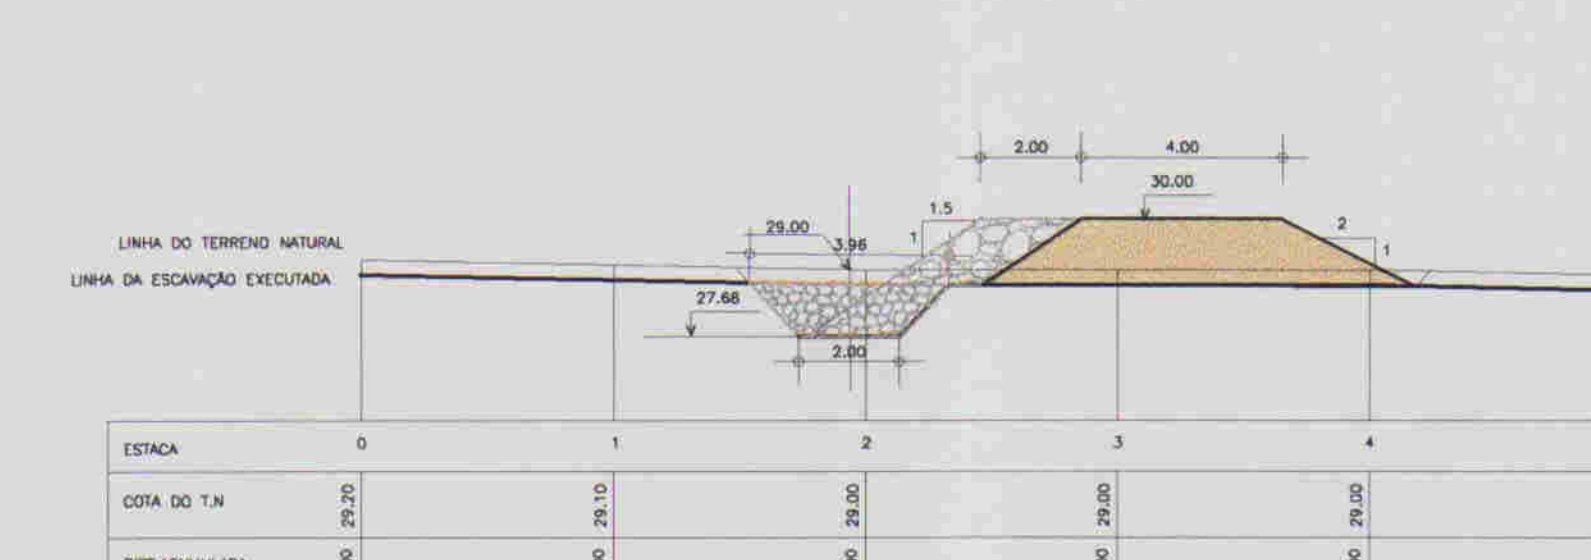 2.00 4.00
30.00
1.5
2
29.00
1
3.96
1
LINHA DO TERRENO NATURAL
LINHA DA ESCAVAÇÃO EXECUTADA
27.68
2.00
ESTACA 0 1 2 3 4
COTA DO T.N 29.20 29.10 29.00 29.00 29.00